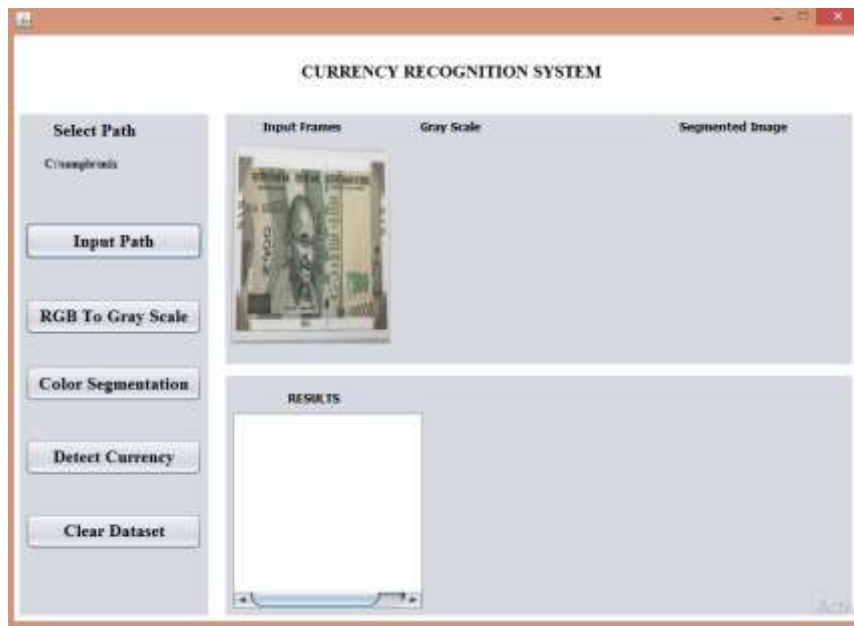 CURRENCY RECOGNITION SYSTEM
Select Path
Input Path
RGB To Gray Scale
Color Segmentation
Detect Currency
Clear Dataset
Input Frames
Gray Scale
Segmented Image
RESULTS